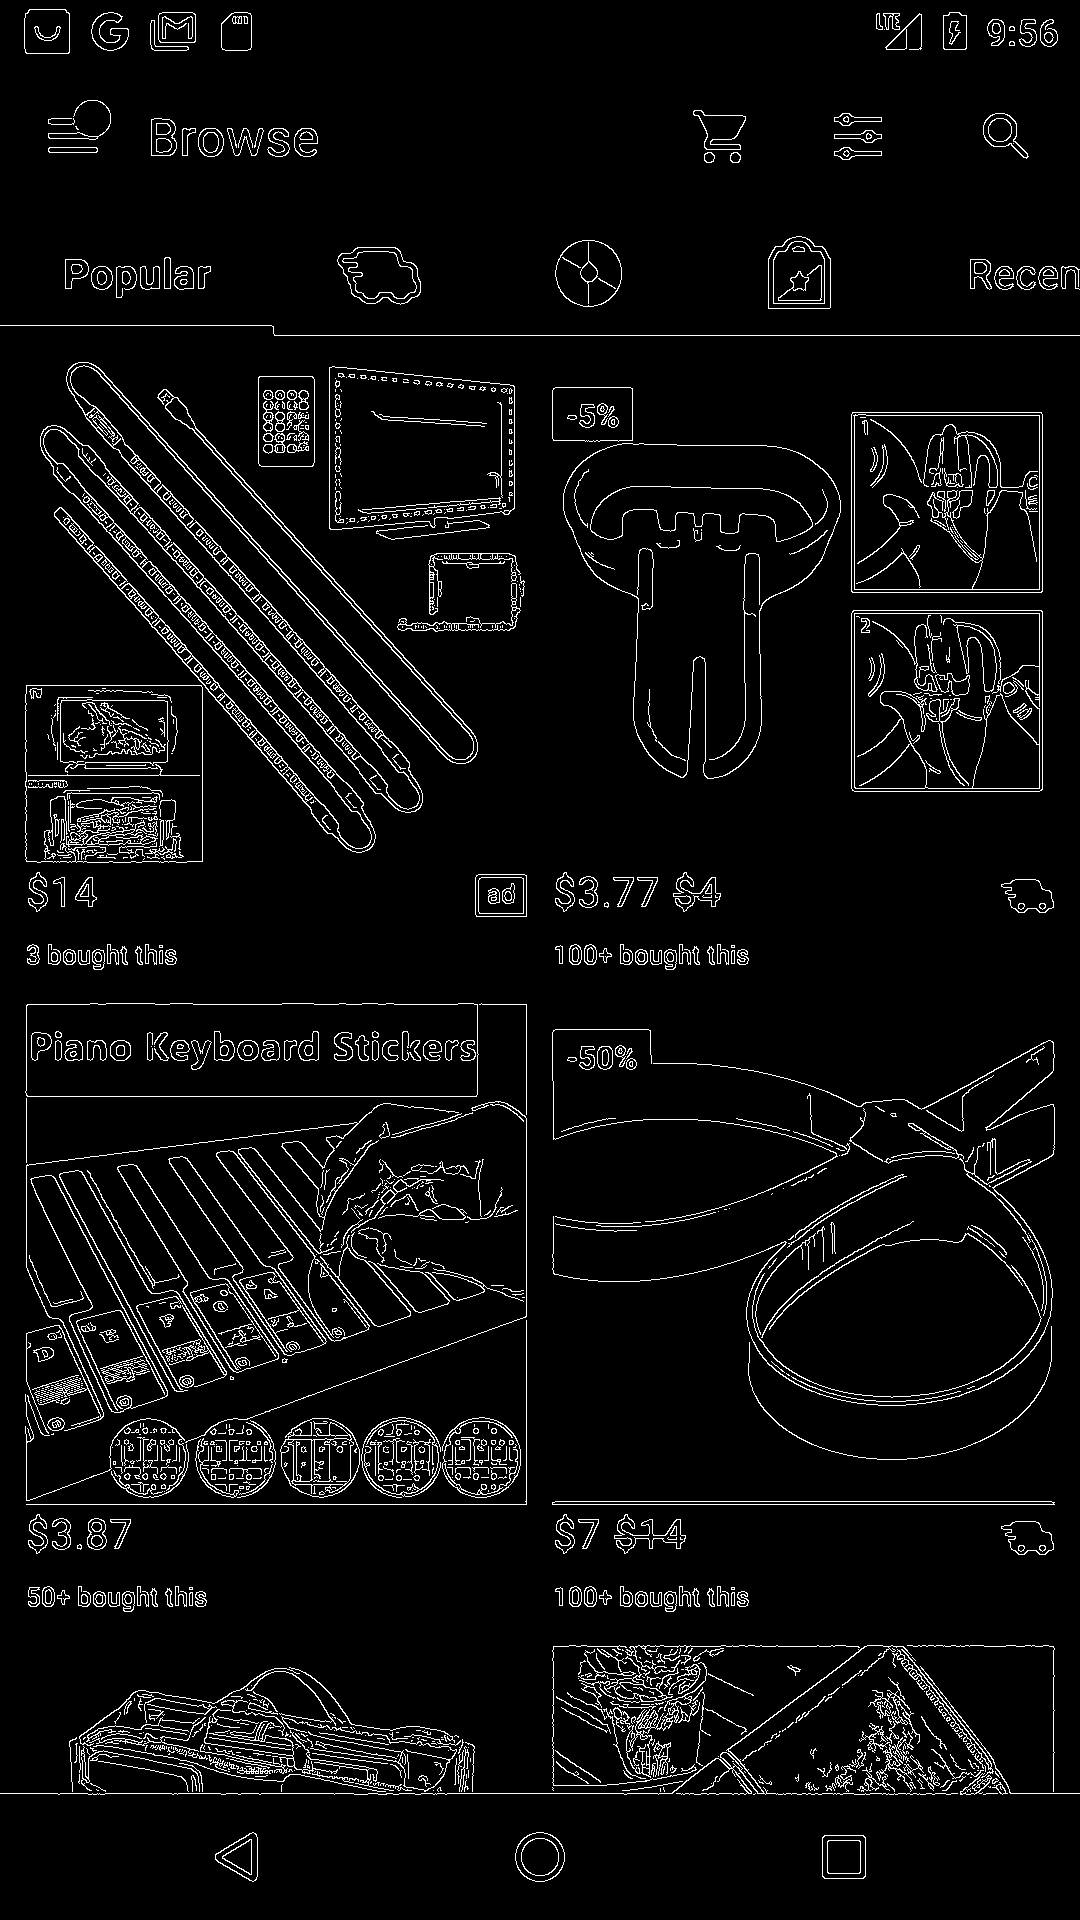 LTE 9:56
Browse
Popular
Recen
-5%
1
2
$14
ad
$3.77 $4
3 bought this
100+ bought this
Piano Keyboard Stickers
-50%
D E F G A
$3.87
$7 $14
50+ bought this
100+ bought this